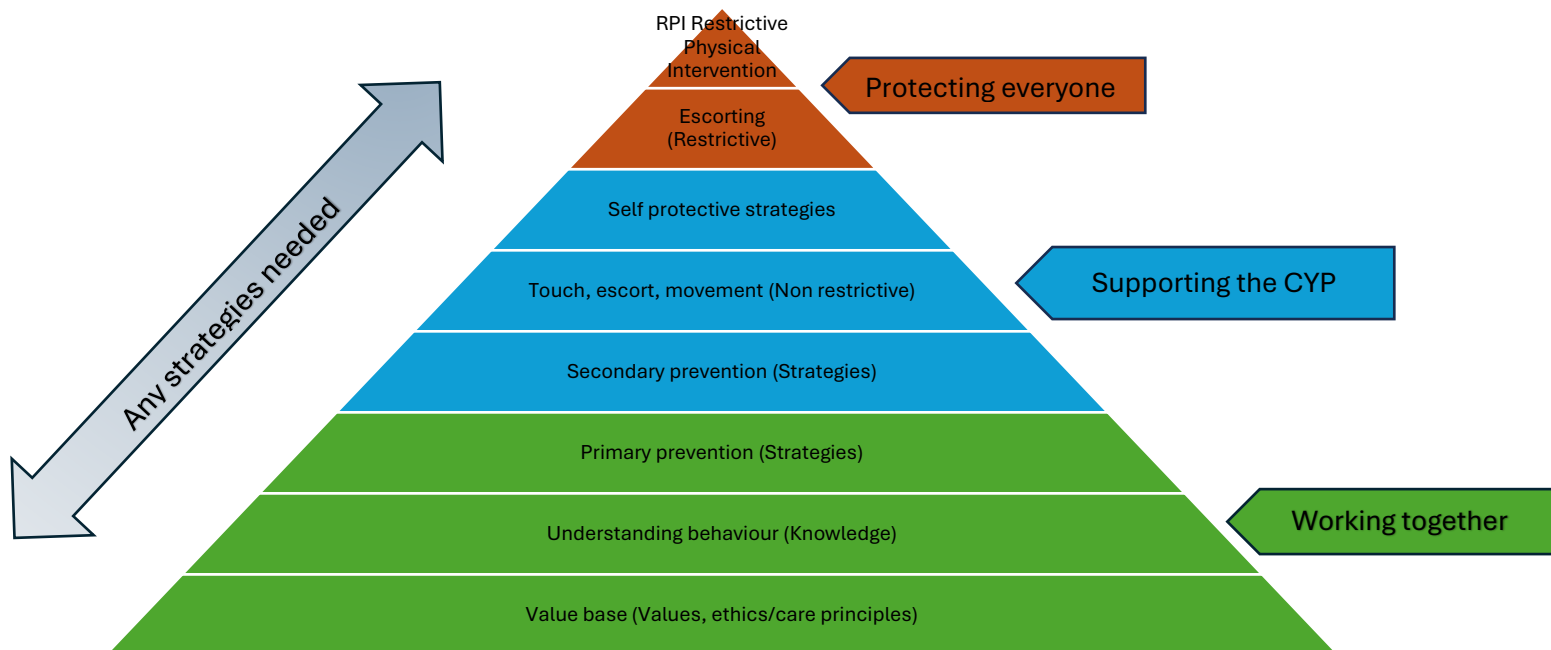 RPI Restrictive
Physical
Intervention
Protecting everyone
Escorting
(Restrictive)
Any strategies needed
Self protective strategies
Touch, escort, movement (Non restrictive)
Supporting the CYP
Secondary prevention (Strategies)
Primary prevention (Strategies)
Understanding behaviour (Knowledge)
Working together
Value base (Values, ethics/care principles)